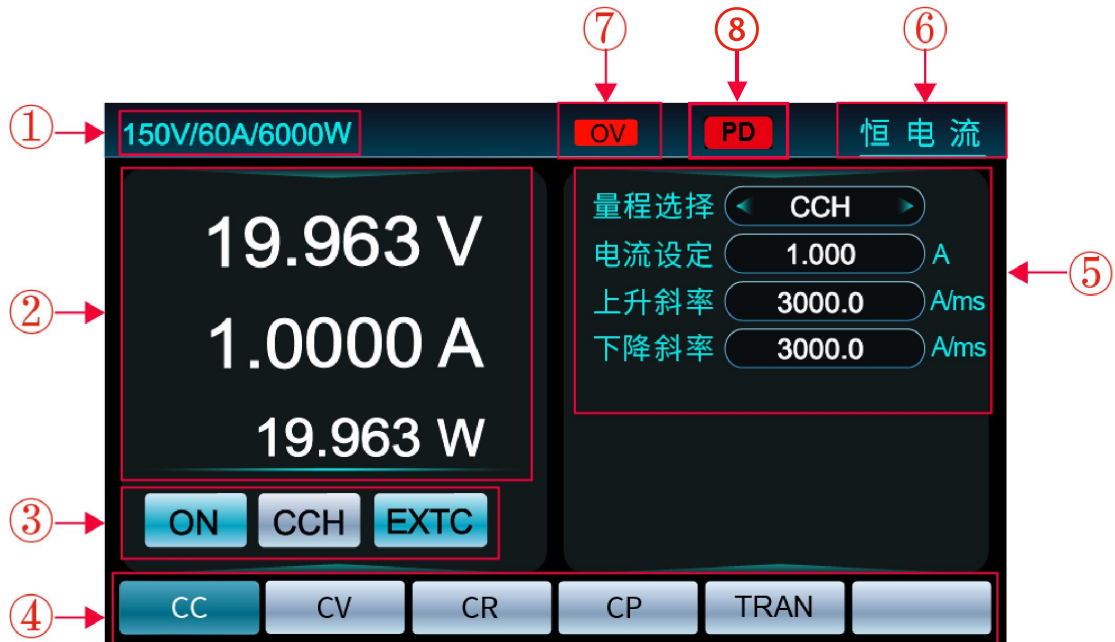 ⑦ ⑧ ⑥
① 150V/60A/6000W OV PD 恒电流
19.963 V
② 1.0000 A
19.963 W
量程选择 CCH
电流设定 1.000 A
上升斜率 3000.0 A/ms
下降斜率 3000.0 A/ms
⑤
③ ON CCH EXTC
④ CC CV CR CP TRAN